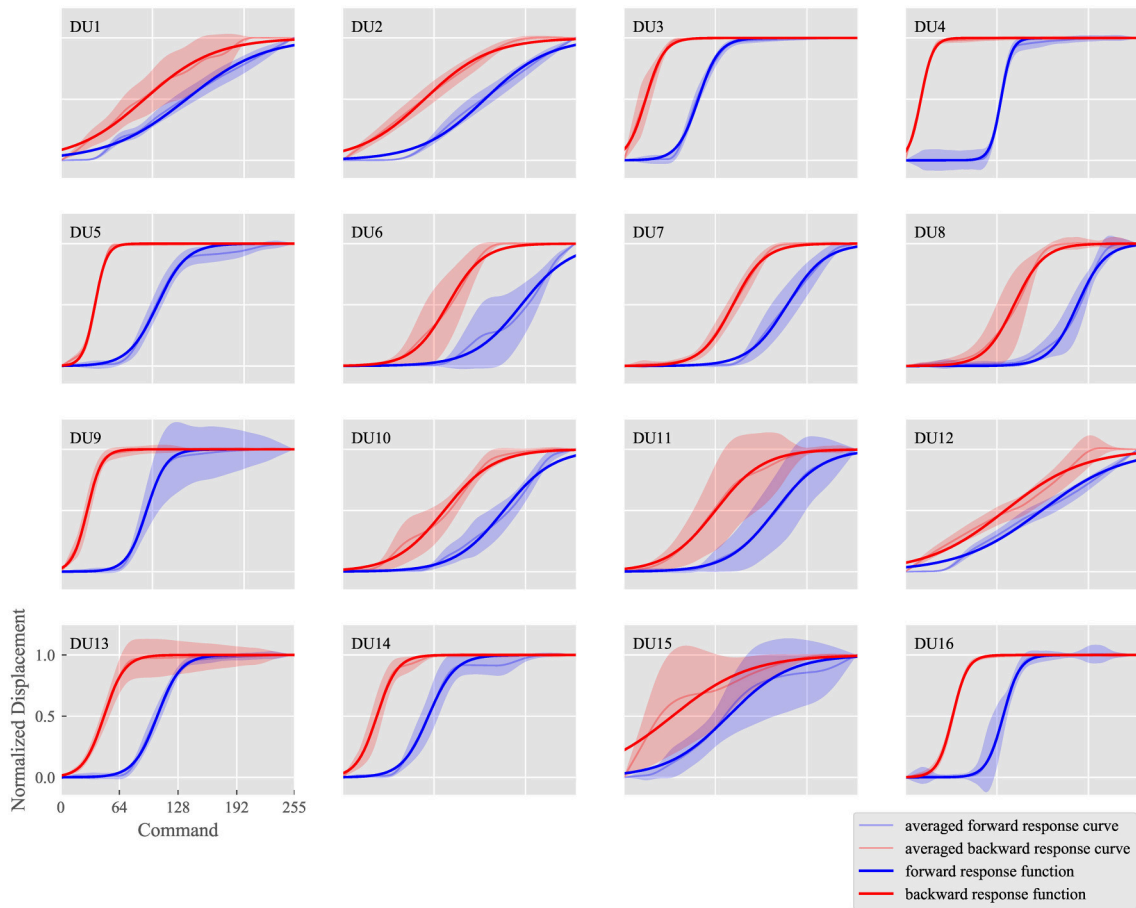 DU1 DU2 DU3 DU4
DU5 DU6 DU7 DU8
DU9 DU10 DU11 DU12
DU13 DU14 DU15 DU16
Normalized Displacement
1.0
0.5
0.0
0 64 128 192 255
Command
averaged forward response curve
averaged backward response curve
forward response function
backward response function